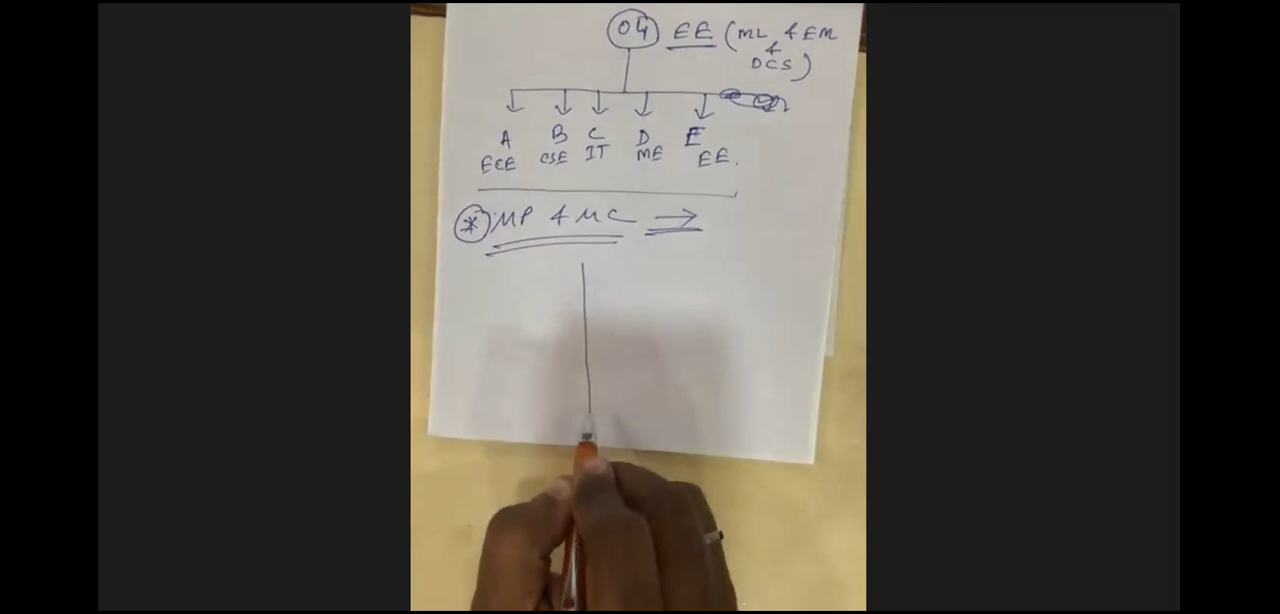 04 EE (ML & EM
&
DCS)
A B C D E
ECE CSE IT ME EE.
* MP & MC →